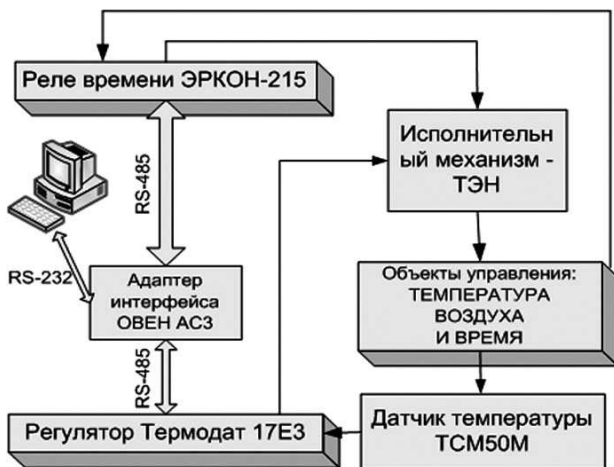 Реле времени ЭРКОН-215
Исполнительн
ый механизм -
ТЭН
RS-485
RS-232
Адаптер
интерфейса
ОВЕН АС3
Объекты управления:
ТЕМПЕРАТУРА
ВОЗДУХА
И ВРЕМЯ
RS-485
Регулятор Термодат 17Е3
Датчик температуры
ТСМ50М